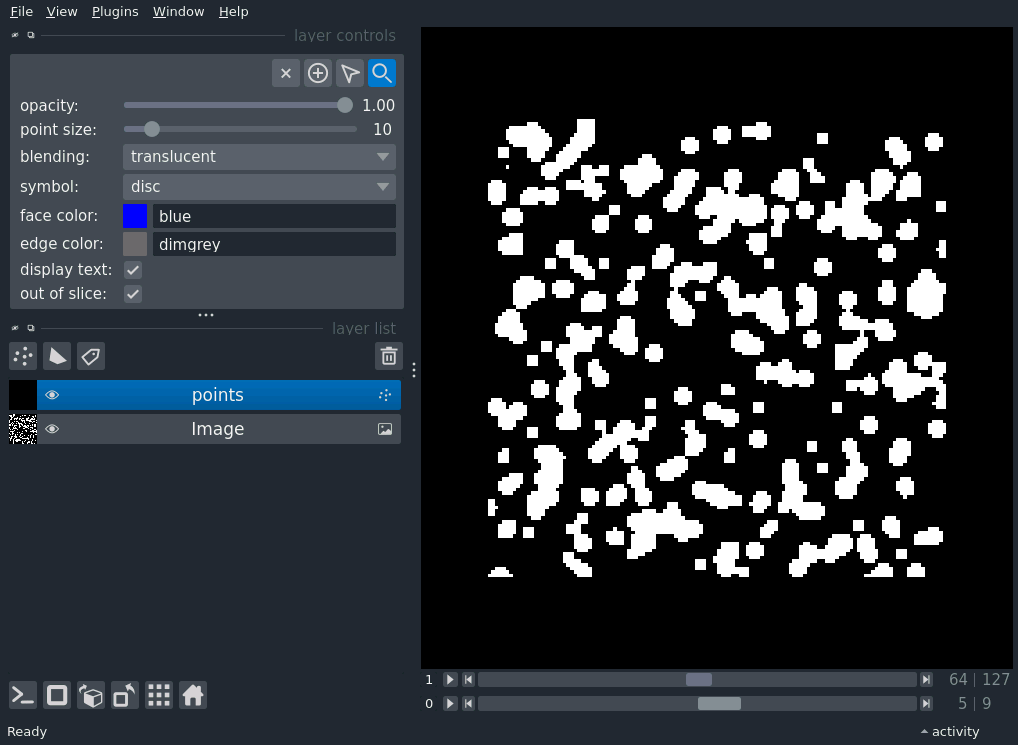 File View Plugins Window Help
layer controls
opacity: 1.00
point size: 10
blending: translucent
symbol: disc
face color: blue
edge color: dimgrey
display text:
out of slice:
layer list
points
Image
1 64 | 127
0 5 | 9
Ready activity